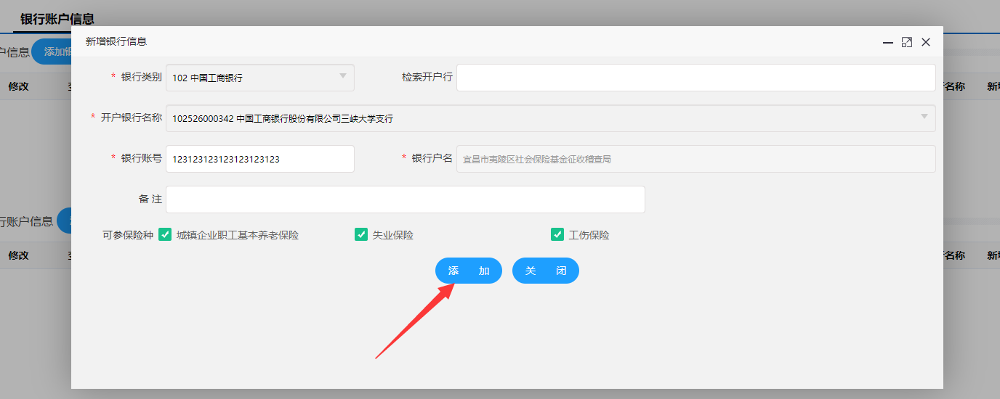 银行账户信息
新增银行信息
户信息 添加银
* 银行类别 102 中国工商银行 检索开户行
修改 名称 新增
* 开户银行名称 102526000342 中国工商银行股份有限公司三峡大学支行
* 银行账号 123123123123123123123 * 银行户名 宜昌市夷陵区社会保险基金征收稽查局
备 注
行账户信息
可参保险种 城镇企业职工基本养老保险 失业保险 工伤保险
修改 名称 新增
添 加 关 闭